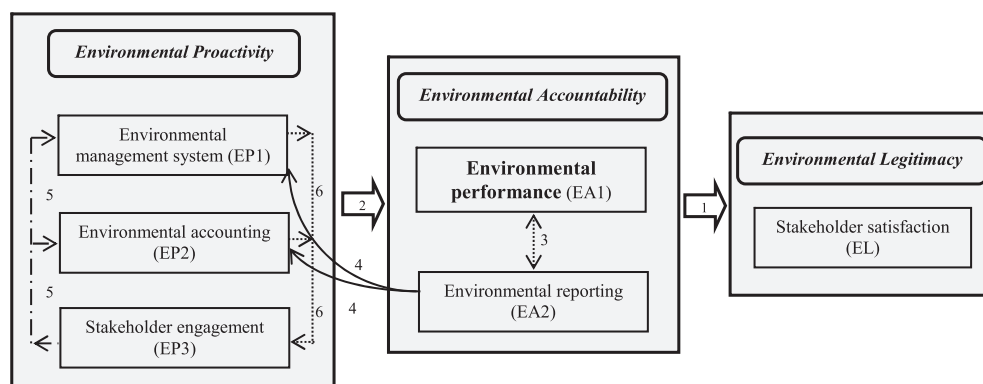 Environmental Proactivity
Environmental
management system (EP1)
5
6
Environmental accounting
(EP2)
5
6
Stakeholder engagement
(EP3)
2
4
4
Environmental Accountability
Environmental
performance (EA1)
3
Environmental reporting
(EA2)
1
Environmental Legitimacy
Stakeholder satisfaction
(EL)